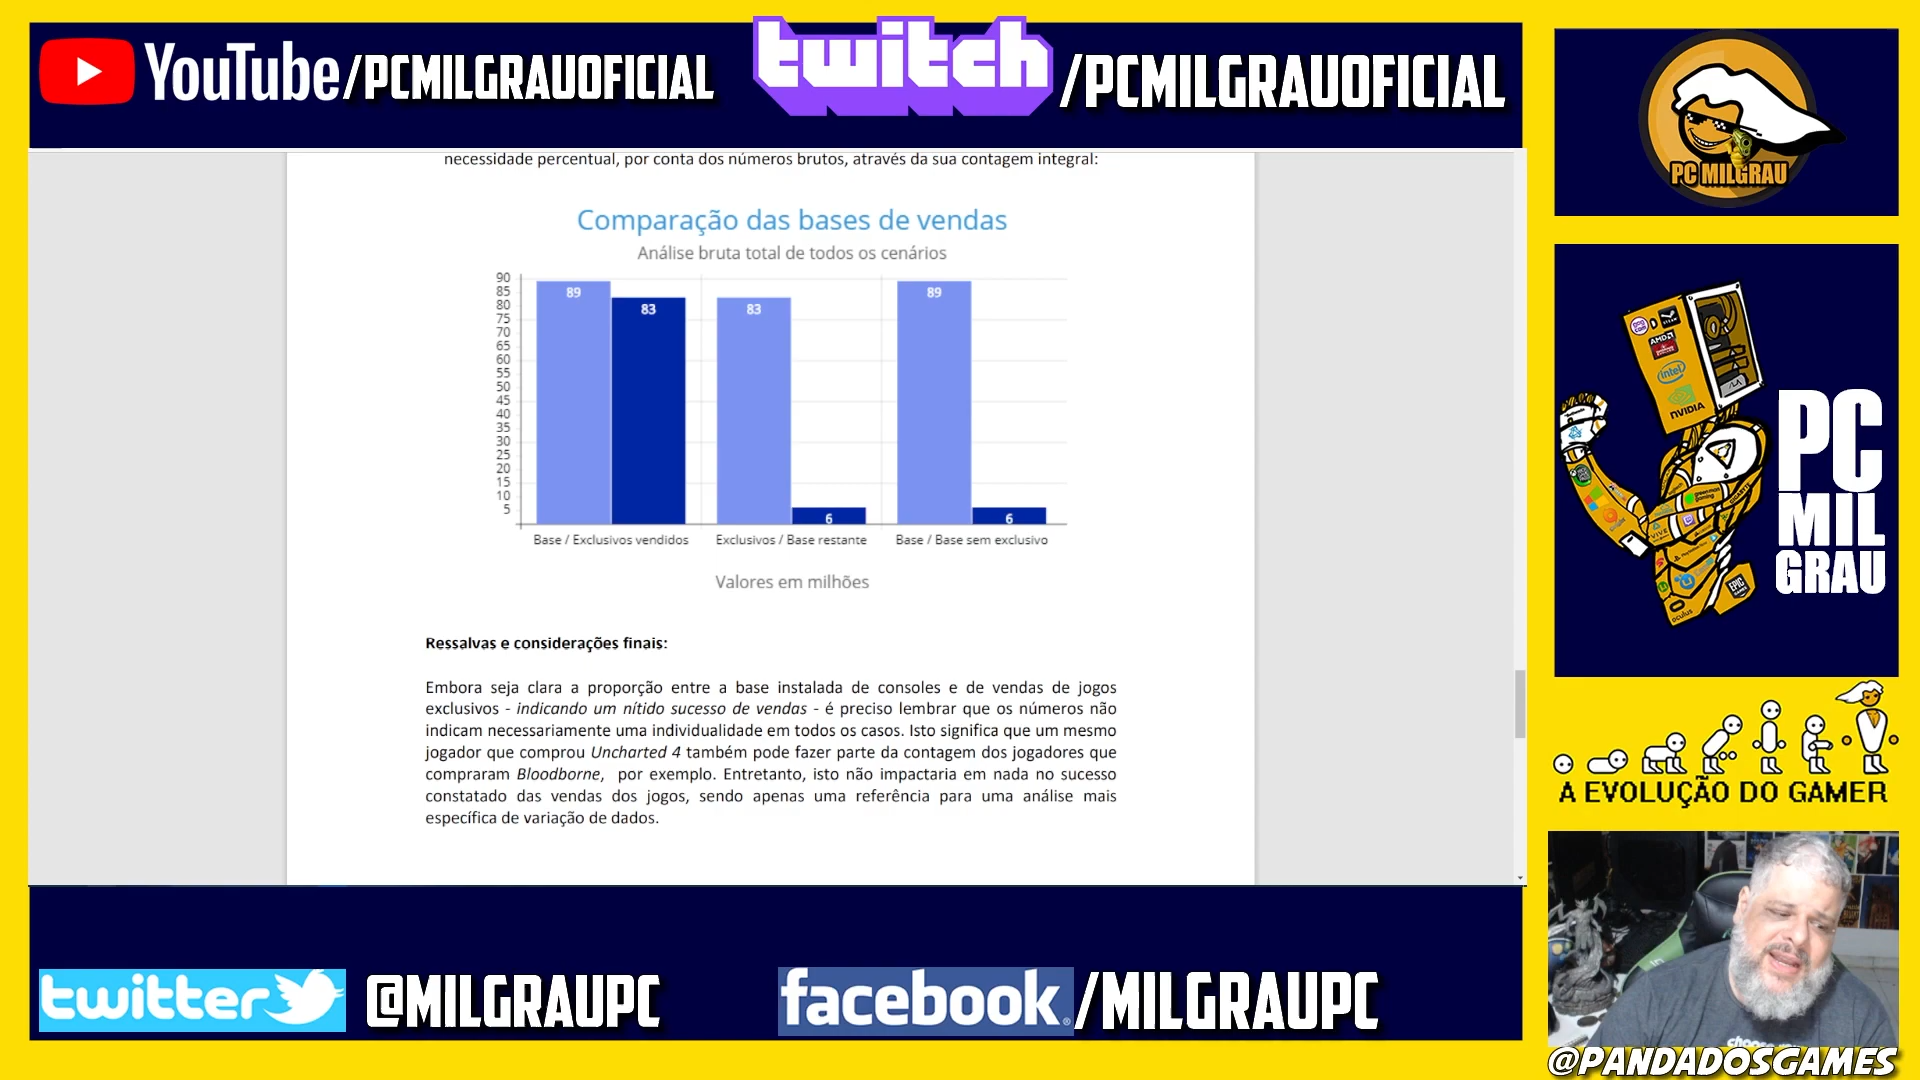 YouTube/PCMILGRAUOFICIAL
twitch/PCMILGRAUOFICIAL
PC MILGRAU
necessidade percentual, por conta dos números brutos, através da sua contagem integral:
Comparação das bases de vendas
Análise bruta total de todos os cenários
90
85
80
75
70
65
60
55
50
45
40
35
30
25
20
15
10
5
89
83
83
6
89
6
Base / Exclusivos vendidos
Exclusivos / Base restante
Base / Base sem exclusivo
Valores em milhões
Ressalvas e considerações finais:
Embora seja clara a proporção entre a base instalada de consoles e de vendas de jogos
exclusivos - indicando um nítido sucesso de vendas - é preciso lembrar que os números não
indicam necessariamente uma individualidade em todos os casos. Isto significa que um mesmo
jogador que comprou Uncharted 4 também pode fazer parte da contagem dos jogadores que
compraram Bloodborne, por exemplo. Entretanto, isto não impactaria em nada no sucesso
constatado das vendas dos jogos, sendo apenas uma referência para uma análise mais
específica de variação de dados.
AMD
intel
NVIDIA
VIVE
EPIC
GAMES
oculus
PC
MIL
GRAU
A EVOLUÇÃO DO GAMER
twitter @MILGRAUPC
facebook /MILGRAUPC
@PANDADOSGAMES